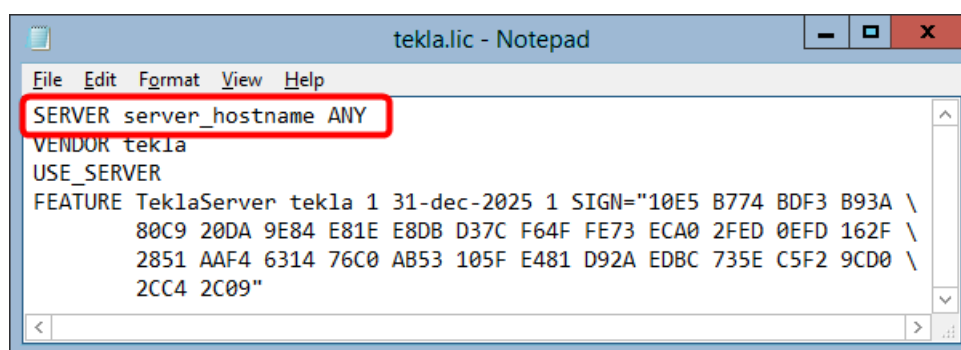 tekla.lic - Notepad
File Edit Format View Help
SERVER server_hostname ANY
VENDOR tekla
USE_SERVER
FEATURE TeklaServer tekla 1 31-dec-2025 1 SIGN="10E5 B774 BDF3 B93A \
80C9 20DA 9E84 E81E E8DB D37C F64F FE73 ECA0 2FED 0EFD 162F \
2851 AAF4 6314 76C0 AB53 105F E481 D92A EDBC 735E C5F2 9CD0 \
2CC4 2C09"